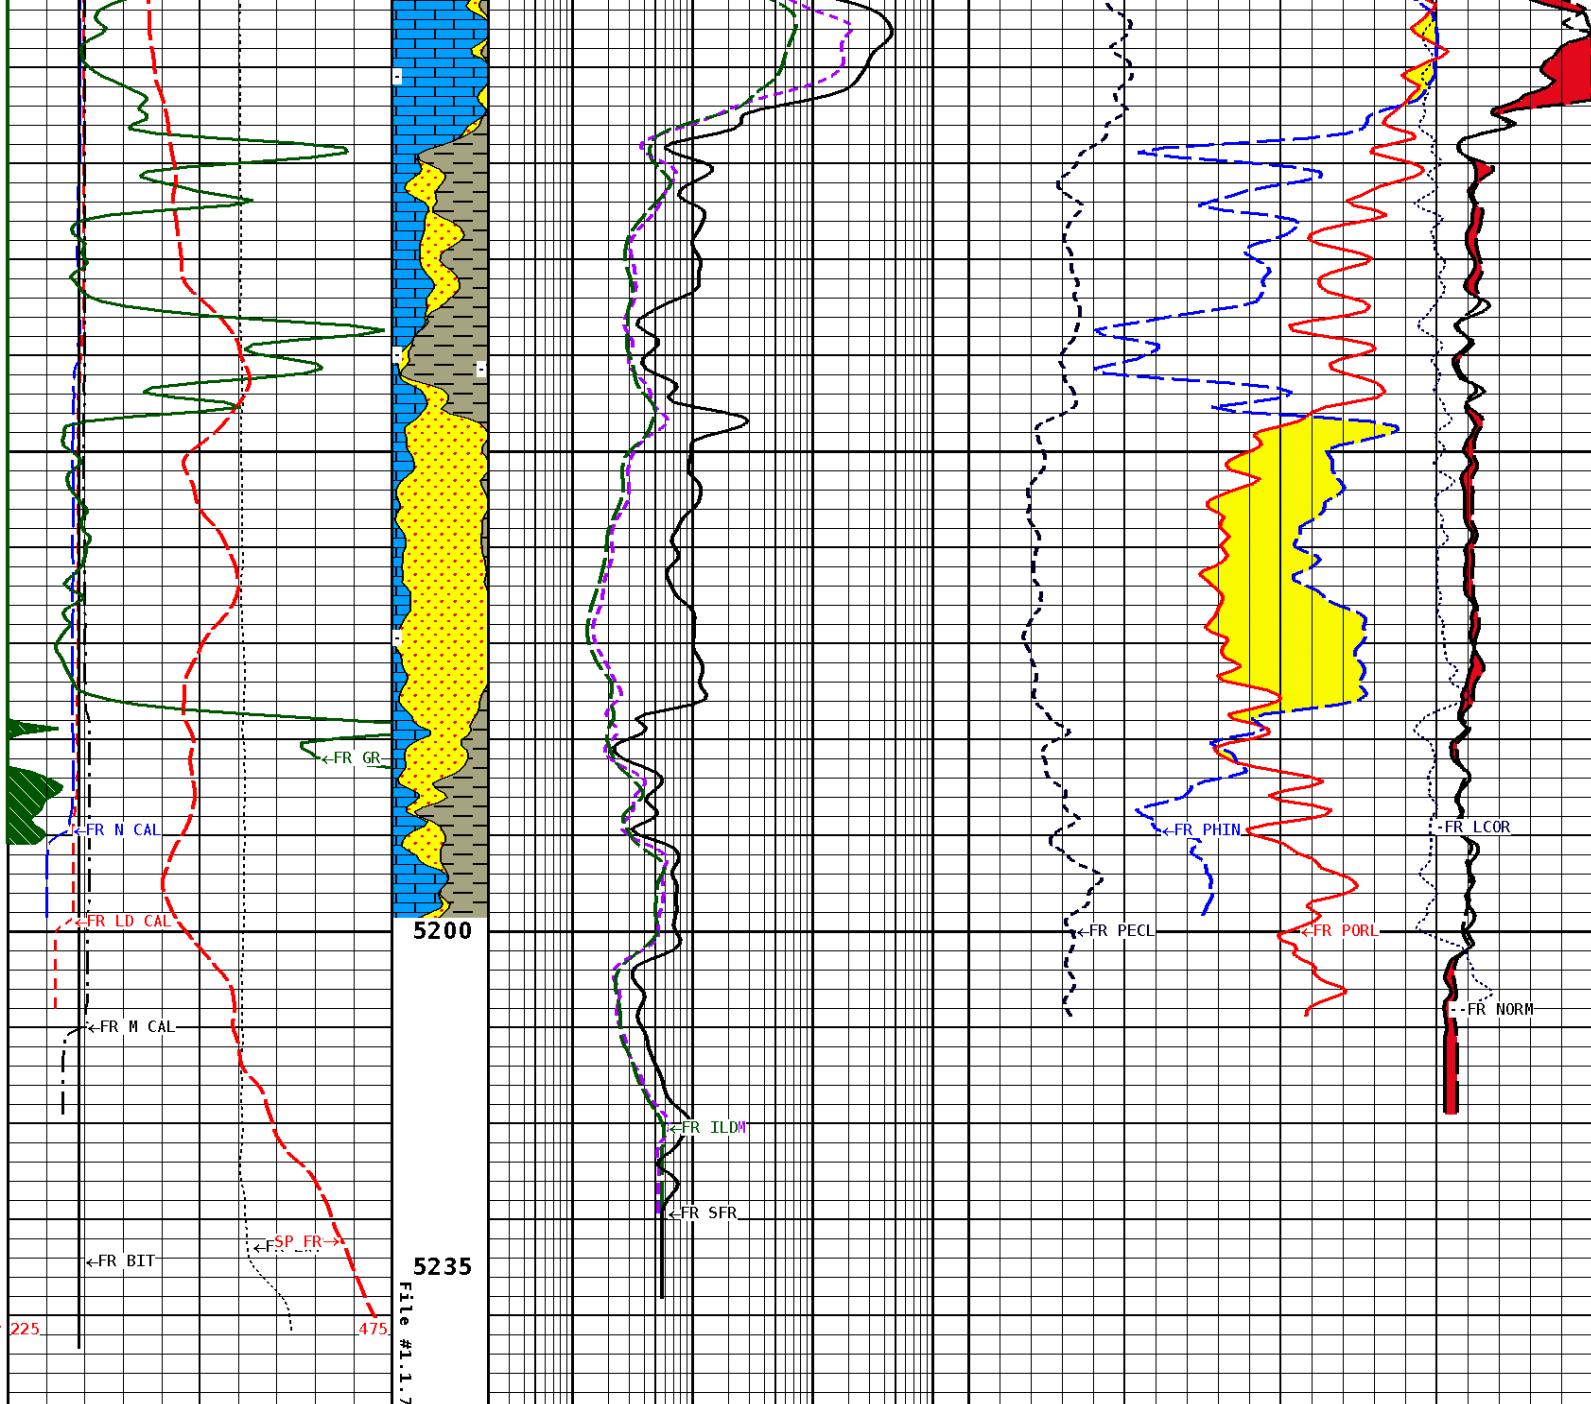 ←FR GR
←FR N CAL
←FR PHIN
FR LCOR
←FR LD CAL
5200
←FR PECL
←FR PORL
FR NORM
←FR M CAL
←FR ILDM
←FR SFR
SP FR→
←FR BIT
5235
File #1.1.7
225
475